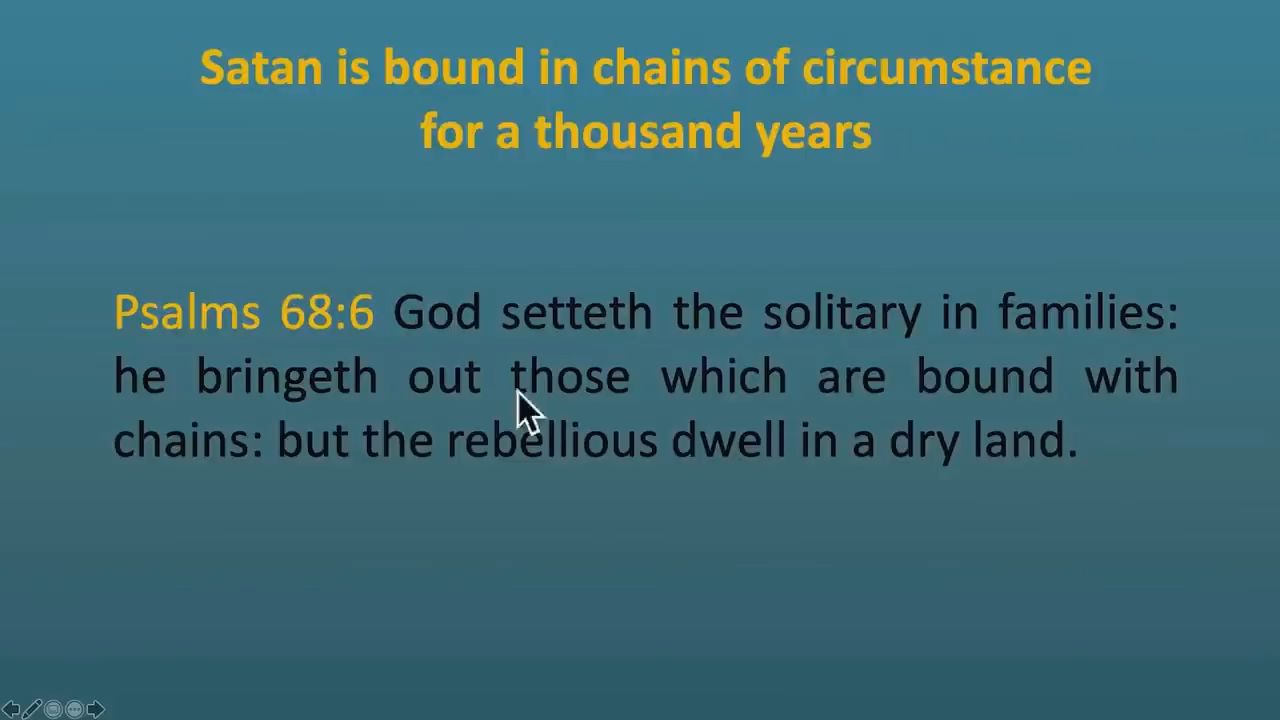 Satan is bound in chains of circumstance
for a thousand years
Psalms 68:6 God setteth the solitary in families:
he bringeth out those which are bound with
chains: but the rebellious dwell in a dry land.